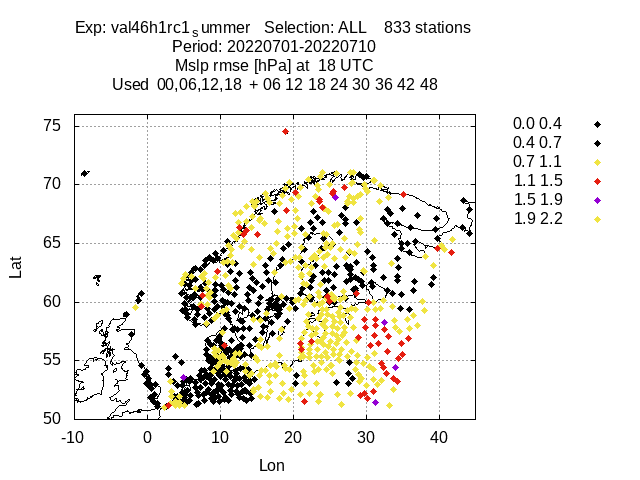 Exp: val46h1rc1summer Selection: ALL 833 stations
Period: 20220701-20220710
Mslp rmse [hPa] at 18 UTC
Used 00,06,12,18 + 06 12 18 24 30 36 42 48
75
70
65
60
55
50
Lat
-10 0 10 20 30 40
Lon
0.0 0.4
0.4 0.7
0.7 1.1
1.1 1.5
1.5 1.9
1.9 2.2